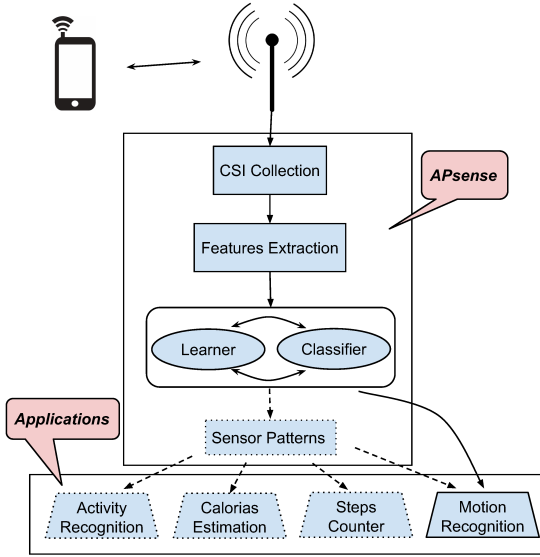 CSI Collection
APsense
Features Extraction
Learner
Classifier
Applications
Sensor Patterns
Activity
Recognition
Calorias
Estimation
Steps
Counter
Motion
Recognition